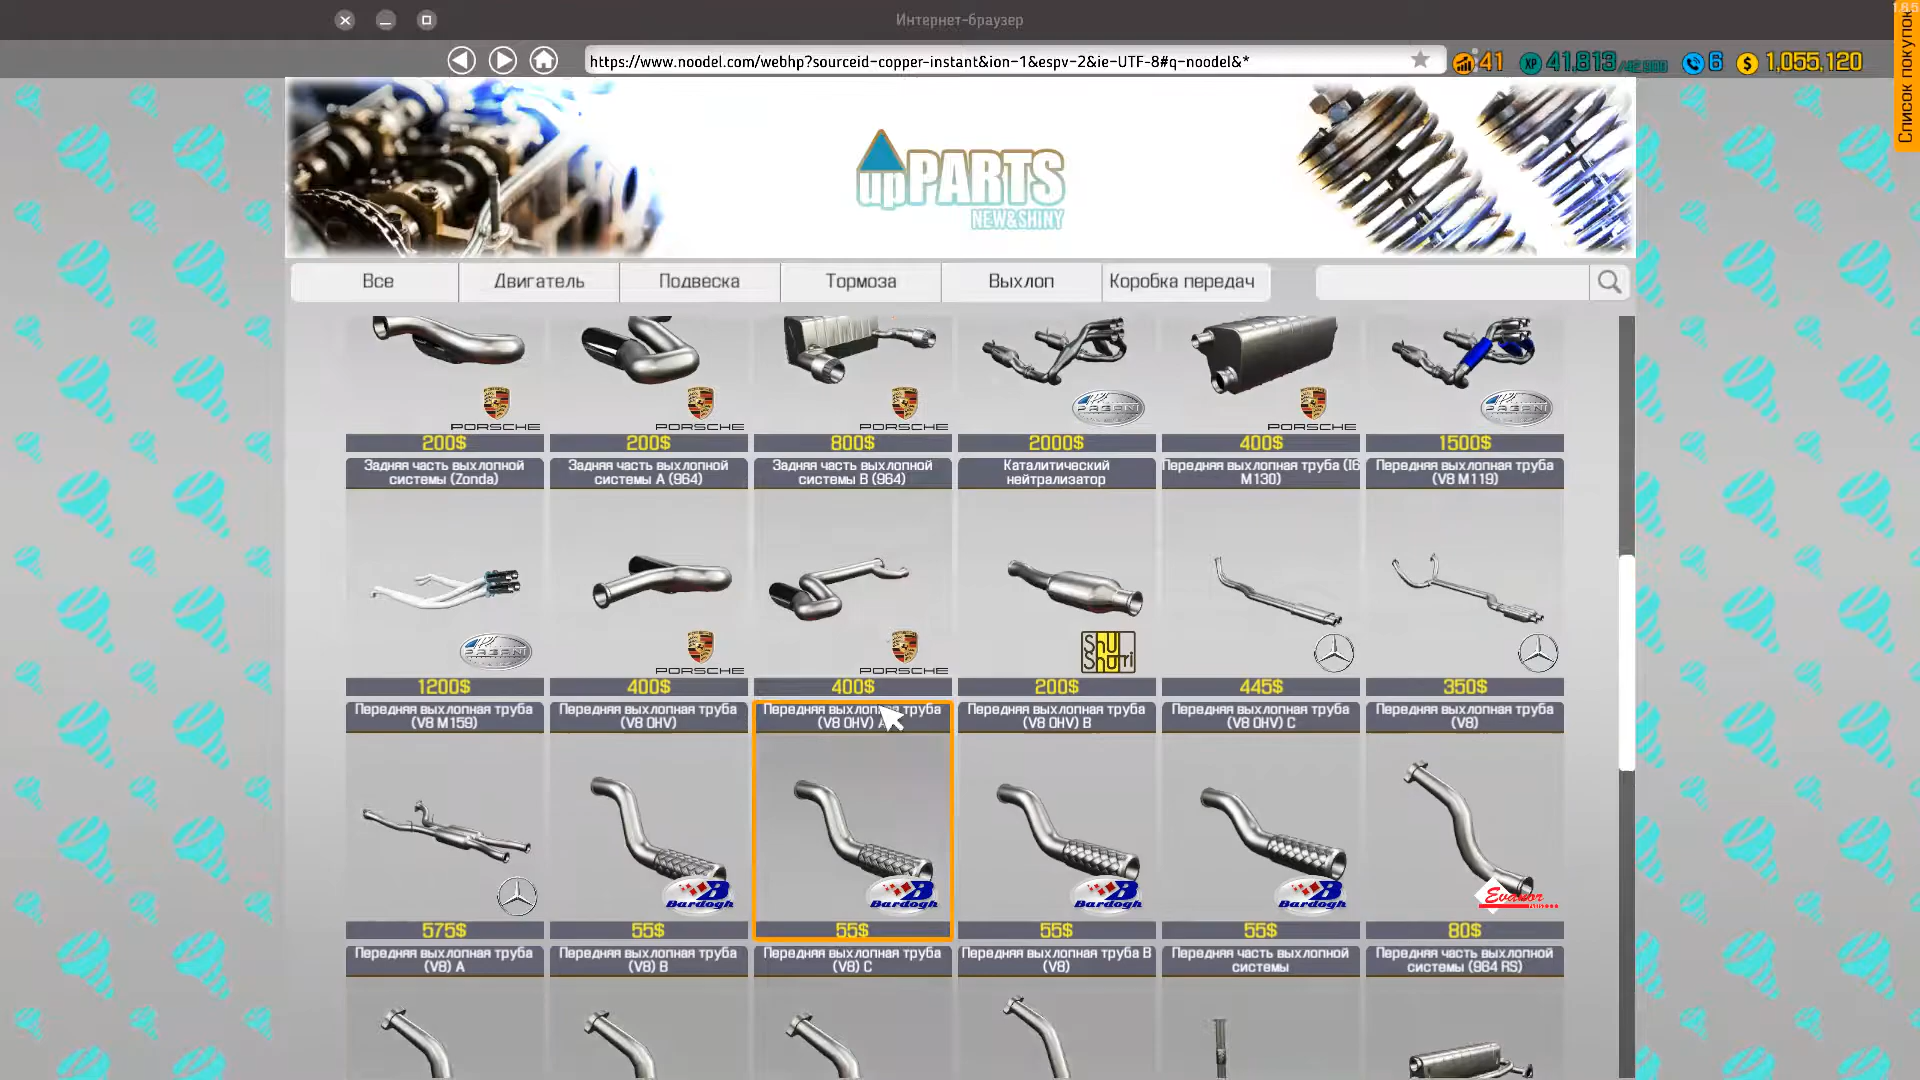 Интернет-браузер
https://www.noodel.com/webhp?sourceid-copper-instant&ion-1&espv-2&ie-UTF-8#q-noodel&*
41
XP 41,813
6
$ 1,055,120
Список покупок
upPARTS
NEW&SHINY
Все
Двигатель
Подвеска
Тормоза
Выхлоп
Коробка передач
PORSCHE
PORSCHE
PORSCHE
PAGANI
PORSCHE
PAGANI
200$
200$
800$
2000$
400$
1500$
Задняя часть выхлопной
системы (Zonda)
Задняя часть выхлопной
системы A (964)
Задняя часть выхлопной
системы B (964)
Каталитический
нейтрализатор
Передняя выхлопная труба (I6
M130)
Передняя выхлопная труба
(V8 M119)
PAGANI
PORSCHE
PORSCHE
Shu
Shurri
1200$
400$
400$
200$
445$
350$
Передняя выхлопная труба
(V8 M159)
Передняя выхлопная труба
(V8 OHV)
Передняя выхлопная труба
(V8 OHV) A
Передняя выхлопная труба
(V8 OHV) B
Передняя выхлопная труба
(V8 OHV) C
Передняя выхлопная труба
(V8)
B
Bardogh
B
Bardogh
B
Bardogh
B
Bardogh
Evanor
575$
55$
55$
55$
55$
80$
Передняя выхлопная труба
(V8) A
Передняя выхлопная труба
(V8) B
Передняя выхлопная труба
(V8) C
Передняя выхлопная труба B
(V8)
Передняя часть выхлопной
системы
Передняя часть выхлопной
системы (964 RS)